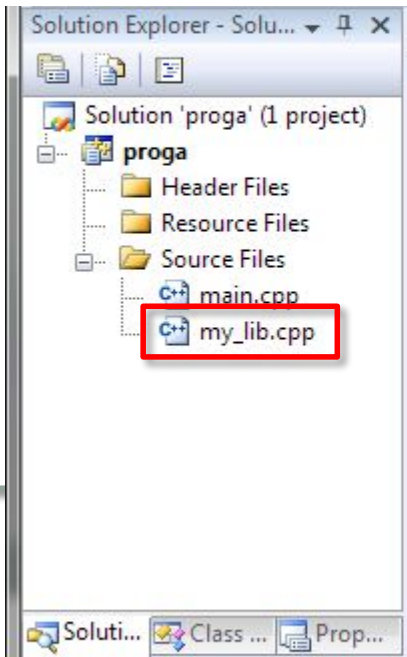 Solution Explorer - Solu...
Solution 'proga' (1 project)
proga
Header Files
Resource Files
Source Files
main.cpp
my_lib.cpp
Soluti... Class ... Prop...